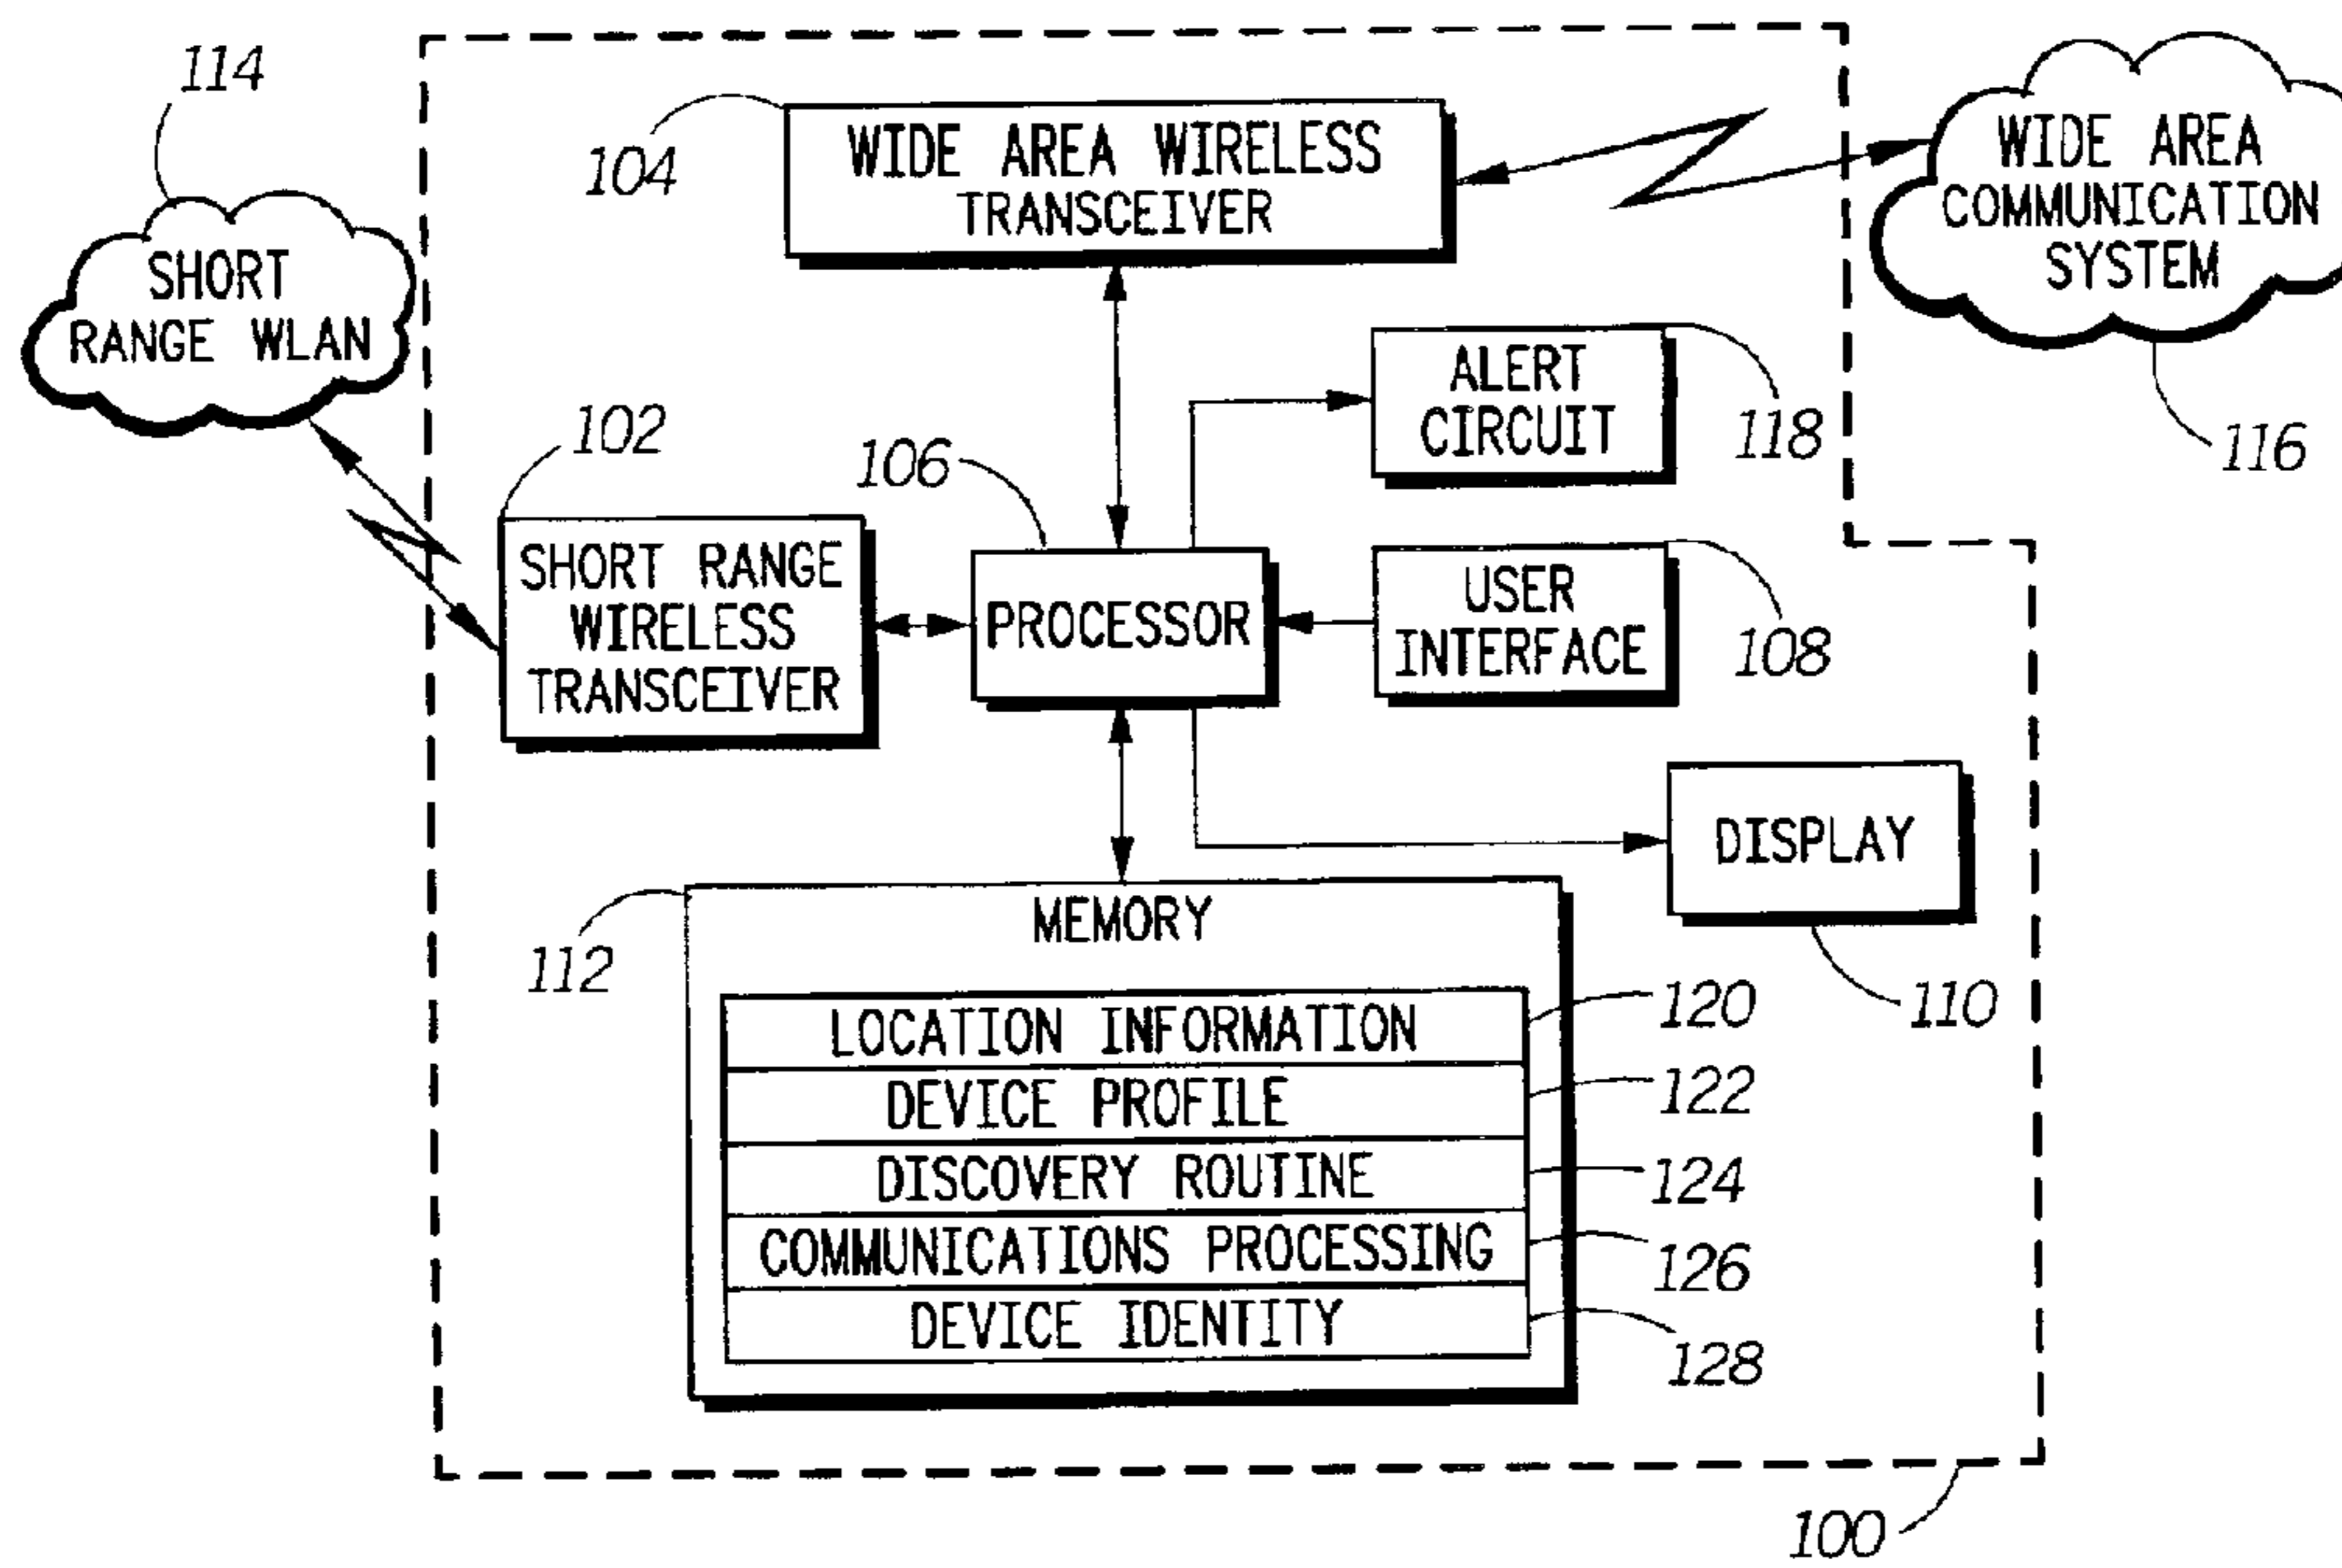 114
SHORT
RANGE WLAN
104
WIDE AREA WIRELESS
TRANSCEIVER
WIDE AREA
COMMUNICATION
SYSTEM
116
ALERT
CIRCUIT
118
102
SHORT RANGE
WIRELESS
TRANSCEIVER
106
PROCESSOR
USER
INTERFACE
108
DISPLAY
110
112
MEMORY
LOCATION INFORMATION
120
DEVICE PROFILE
122
DISCOVERY ROUTINE
124
COMMUNICATIONS PROCESSING
126
DEVICE IDENTITY
128
100